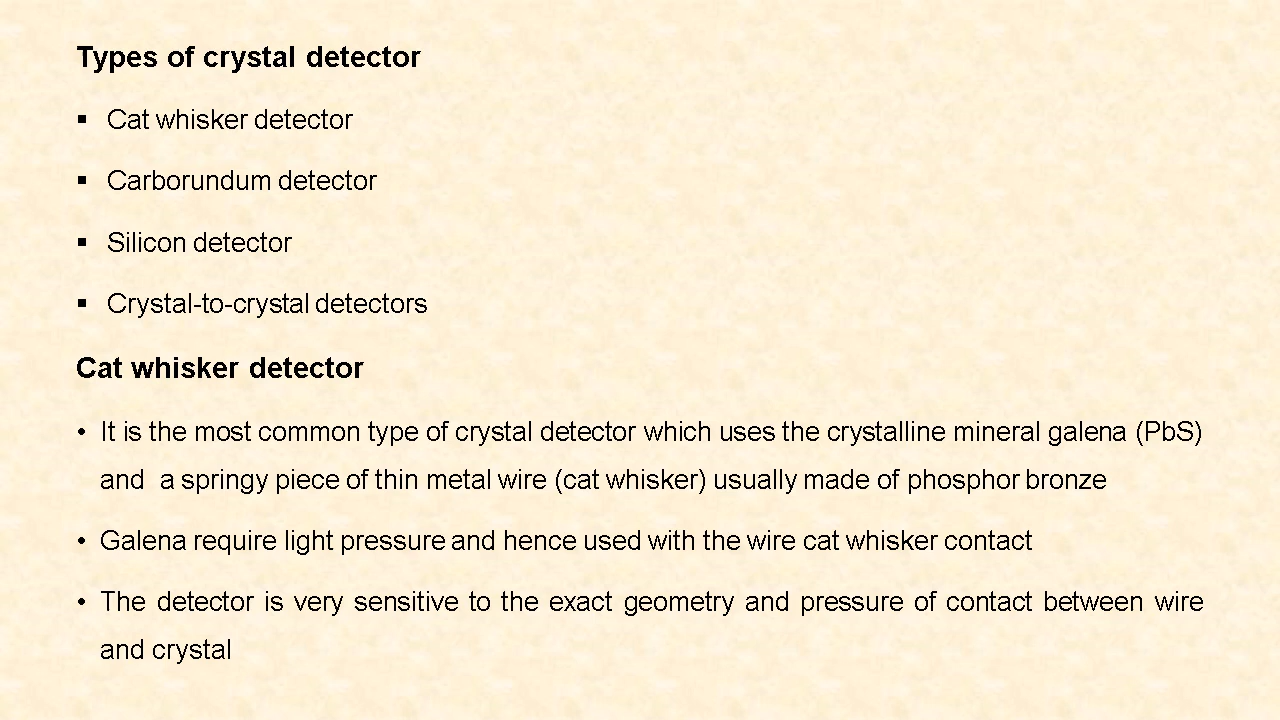 Types of crystal detector
▪ Cat whisker detector
▪ Carborundum detector
▪ Silicon detector
▪ Crystal-to-crystal detectors
Cat whisker detector
• It is the most common type of crystal detector which uses the crystalline mineral galena (PbS)
and  a springy piece of thin metal wire (cat whisker) usually made of phosphor bronze
• Galena require light pressure and hence used with the wire cat whisker contact
• The detector is very sensitive to the exact geometry and pressure of contact between wire
and crystal